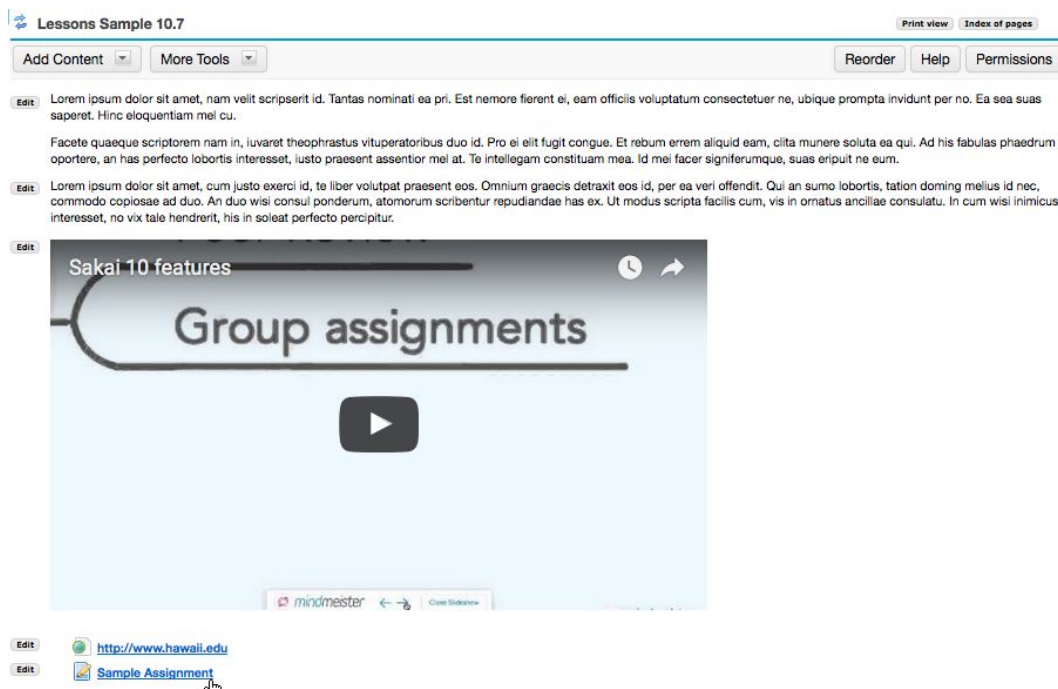 Lessons Sample 10.7
Print view Index of pages
Add Content More Tools Reorder Help Permissions
Edit Lorem ipsum dolor sit amet, nam velit scripserit id. Tantas nominati ea pri. Est nemore fierent ei, eam officiis voluptatum consectetuer ne, ubique prompta invidunt per no. Ea sea suas
saperet. Hinc eloquentiam mel cu.
Facete quaeque scriptorem nam in, iuvaret theophrastus vituperatoribus duo id. Pro ei elit fugit congue. Et rebum errem aliquid eam, clita munere soluta ea qui. Ad his fabulas phaedrum
oportere, an has perfecto lobortis interesset, iusto praesent assentior mel at. Te intellegam constituam mea. Id mei facer signiferumque, suas eripuit ne eum.
Edit Lorem ipsum dolor sit amet, cum justo exerci id, te liber volutpat praesent eos. Omnium graecis detraxit eos id, per ea veri offendit. Qui an sumo lobortis, tation doming melius id nec,
commodo copiosae ad duo. An duo wisi consul ponderum, atomorum scribentur repudiandae has ex. Ut modus scripta facilis cum, vis in ornatus ancillae consulatu. In cum wisi inimicus
interesset, no vix tale hendrerit, his in soleat perfecto percipitur.
Edit
Sakai 10 features
Group assignments
mindmeister Close Slideshow
Edit http://www.hawaii.edu
Edit Sample Assignment